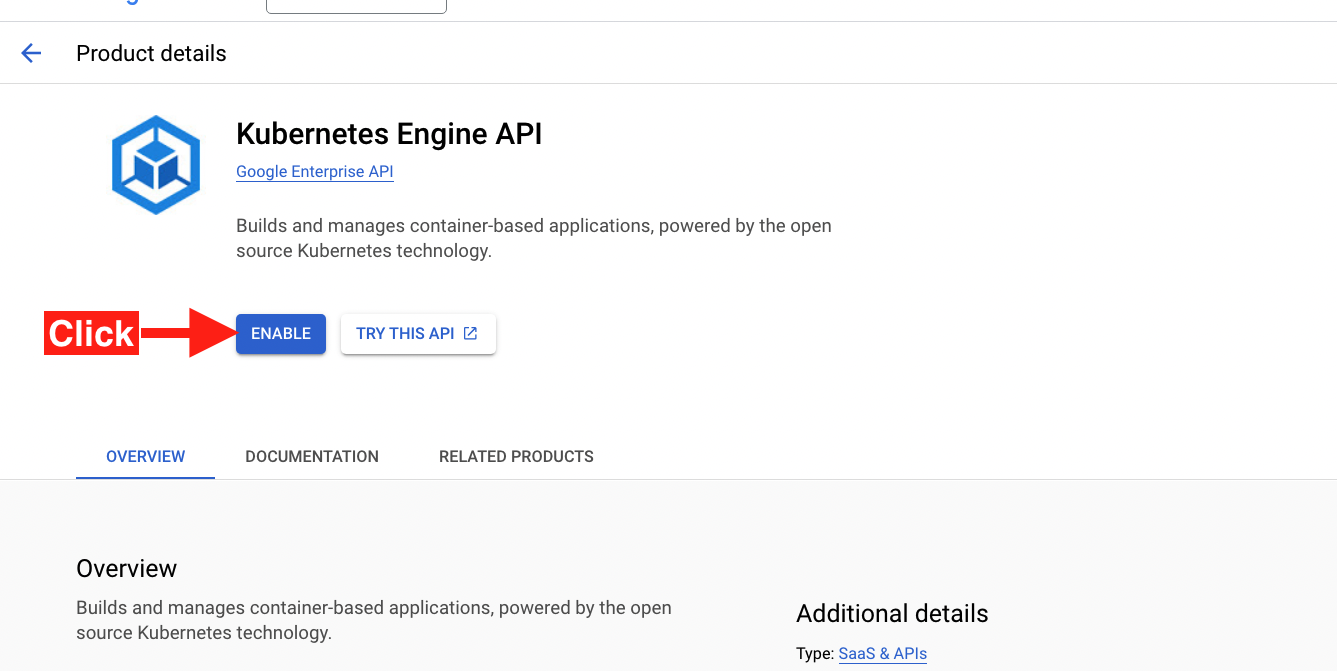 Product details
Kubernetes Engine API
Google Enterprise API
Builds and manages container-based applications, powered by the open
source Kubernetes technology.
Click
ENABLE
TRY THIS API
OVERVIEW
DOCUMENTATION
RELATED PRODUCTS
Overview
Builds and manages container-based applications, powered by the open
source Kubernetes technology.
Additional details
Type: SaaS & APIs